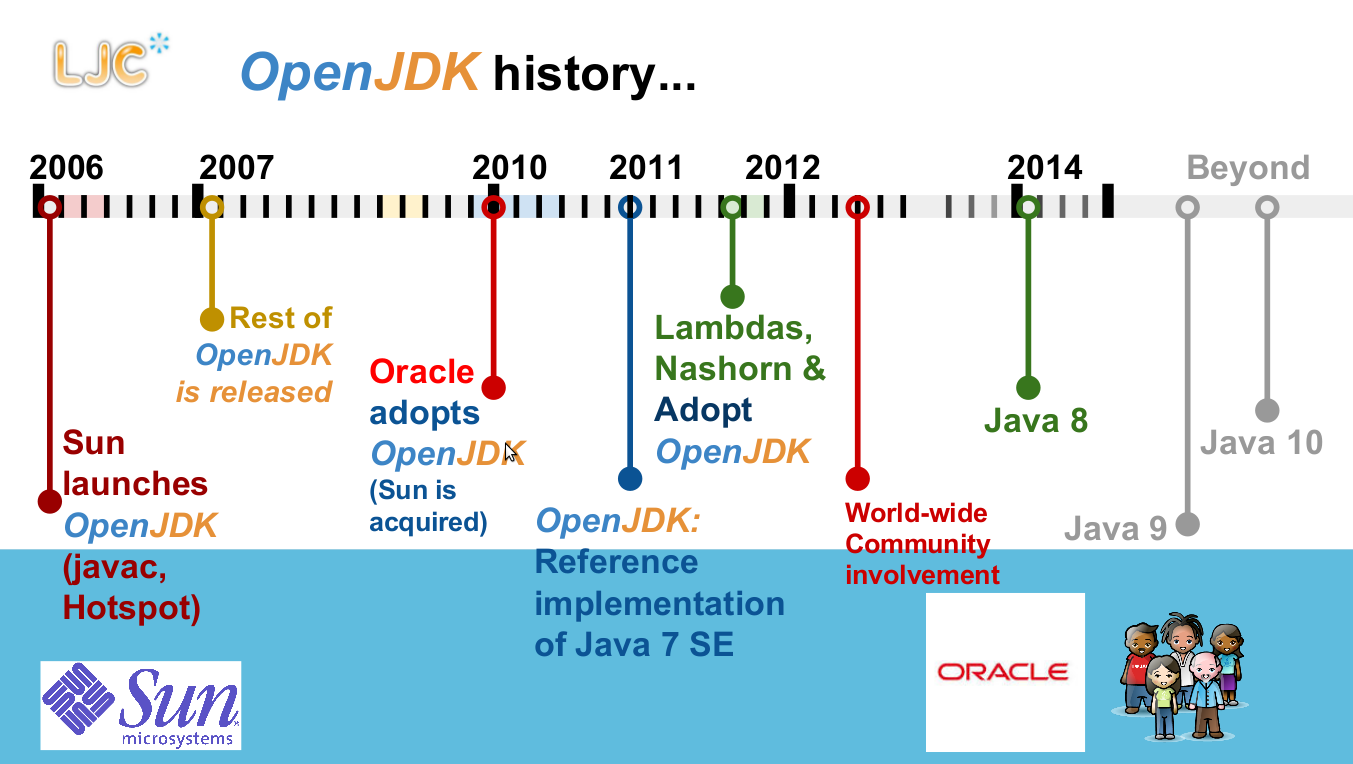 LJC*
OpenJDK history...
2006
2007
2010
2011
2012
2014
Beyond
Sun
launches
OpenJDK
(javac,
Hotspot)
Rest of
OpenJDK
is released
Oracle
adopts
OpenJDK
(Sun is
acquired)
OpenJDK:
Reference
implementation
of Java 7 SE
Lambdas,
Nashorn &
Adopt
OpenJDK
World-wide
Community
involvement
Java 8
Java 9
Java 10
Sun
microsystems
ORACLE